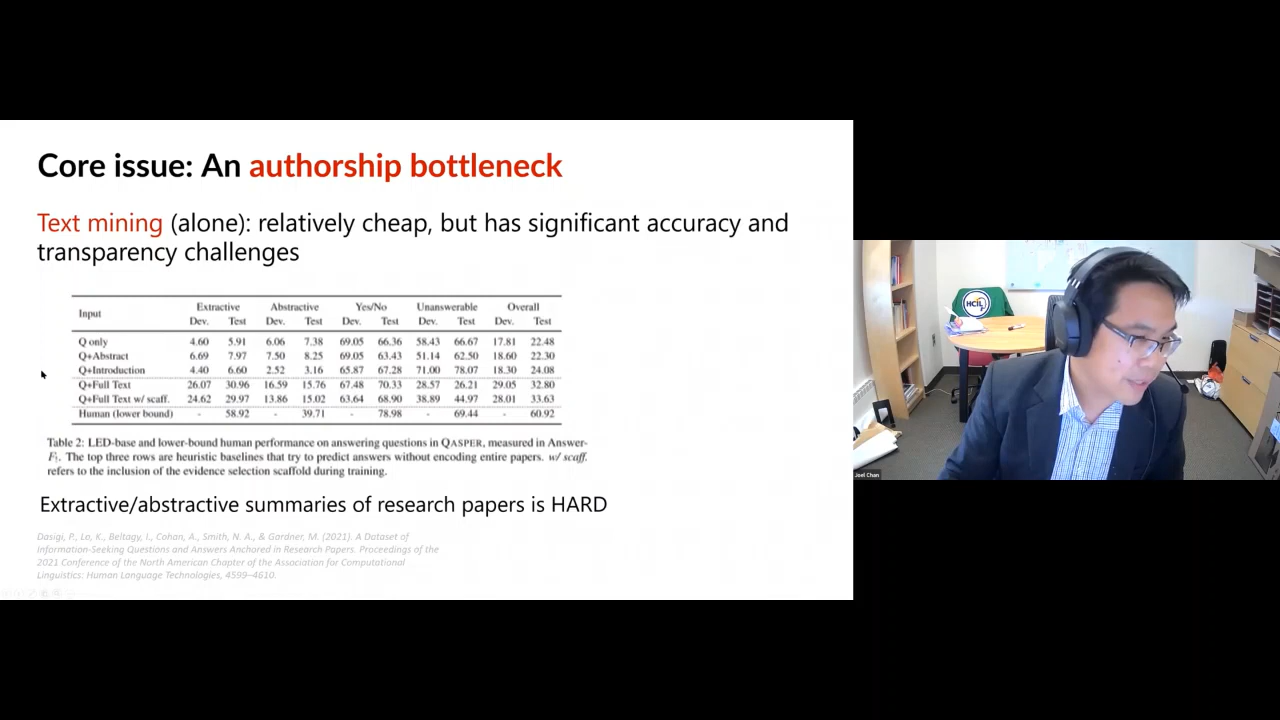 Core issue: An authorship bottleneck
Text mining (alone): relatively cheap, but has significant accuracy and
transparency challenges
Input Extractive Abstractive Yes/No Unanswerable Overall
Dev. Test Dev. Test Dev. Test Dev. Test Dev. Test
Q only 4.60 5.91 6.06 7.38 69.05 66.36 58.43 66.67 17.81 22.48
Q+Abstract 6.69 7.97 7.50 8.25 69.05 63.43 51.14 62.50 18.60 22.30
Q+Introduction 4.40 6.60 2.52 3.16 65.87 67.28 71.00 78.07 18.30 24.08
Q+Full Text 26.07 30.96 16.59 15.76 67.48 70.33 28.57 26.21 29.05 32.80
Q+Full Text w/ scaff. 24.62 29.97 13.86 15.02 63.64 68.90 38.89 44.97 28.01 33.63
Human (lower bound) - 58.92 - 39.71 - 78.98 - 69.44 - 60.92
Table 2: LED-base and lower-bound human performance on answering questions in QASPER, measured in Answer-
F1. The top three rows are heuristic baselines that try to predict answers without encoding entire papers. w/ scaff.
refers to the inclusion of the evidence selection scaffold during training.
Extractive/abstractive summaries of research papers is HARD
Dasigi, P., Lo, K., Beltagy, I., Cohan, A., Smith, N. A., & Gardner, M. (2021). A Dataset of
Information-Seeking Questions and Answers Anchored in Research Papers. Proceedings of the
2021 Conference of the North American Chapter of the Association for Computational
Linguistics: Human Language Technologies, 4599–4610.
HCIL
Joel Chan